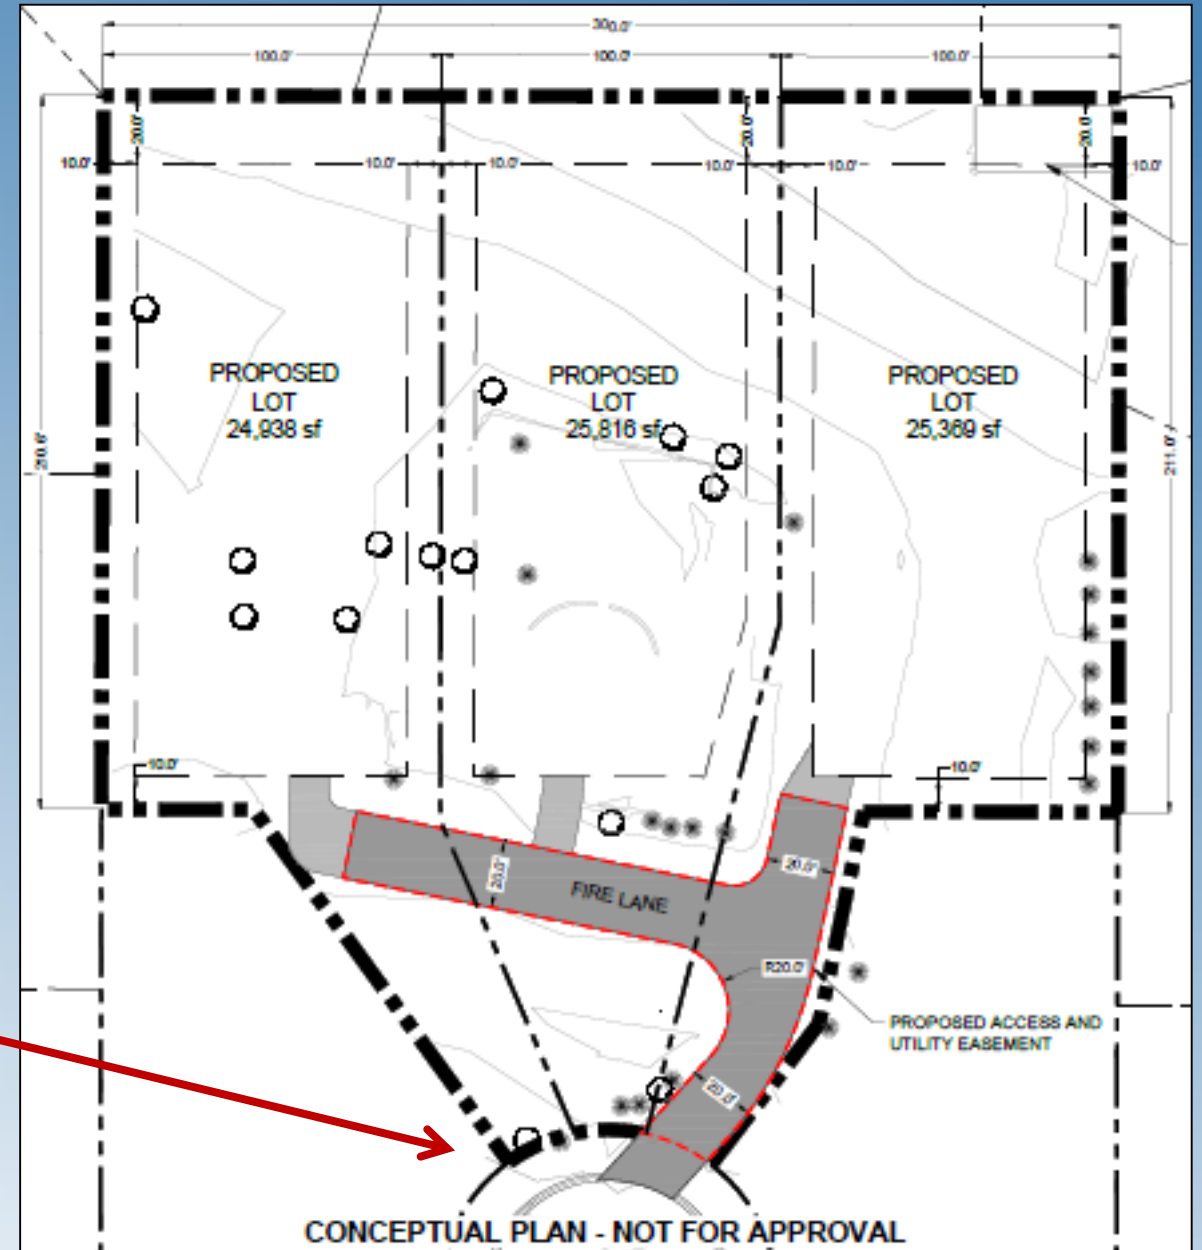 300.0'
100.0'
100.0'
100.0'
20.0'
20.0'
20.0'
10.0'
10.0'
10.0'
10.0'
10.0'
10.0'
PROPOSED
LOT
24,938 sf
PROPOSED
LOT
25,816 sf
PROPOSED
LOT
25,369 sf
210.6'
211.0'
10.0'
10.0'
20.0'
FIRE LANE
20.0'
R20.0'
PROPOSED ACCESS AND
UTILITY EASEMENT
20.0'
CONCEPTUAL PLAN - NOT FOR APPROVAL